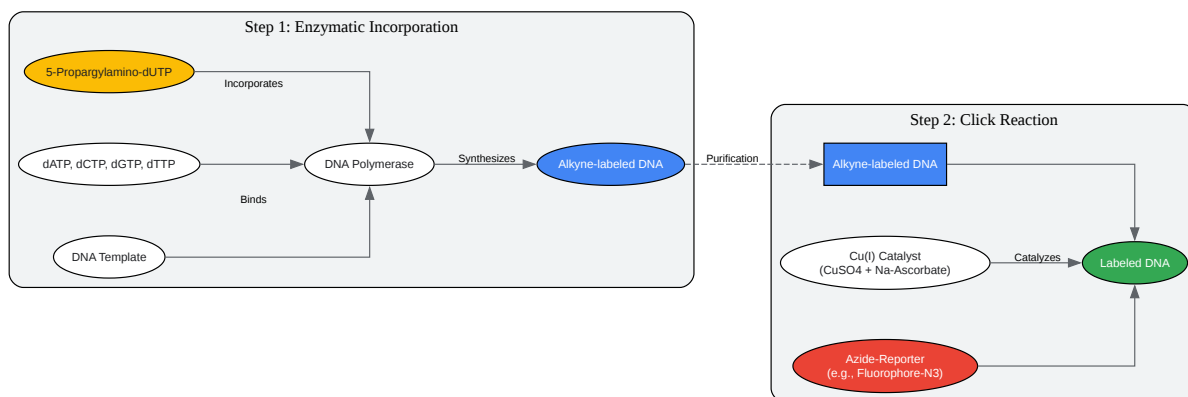 Step 1: Enzymatic Incorporation
5-Propargylamino-dUTP
Incorporates
dATP, dCTP, dGTP, dTTP
DNA Polymerase
Synthesizes
Alkyne-labeled DNA
Binds
DNA Template
Purification
Step 2: Click Reaction
Alkyne-labeled DNA
Cu(I) Catalyst
(CuSO4 + Na-Ascorbate)
Catalyzes
Labeled DNA
Azide-Reporter
(e.g., Fluorophore-N3)